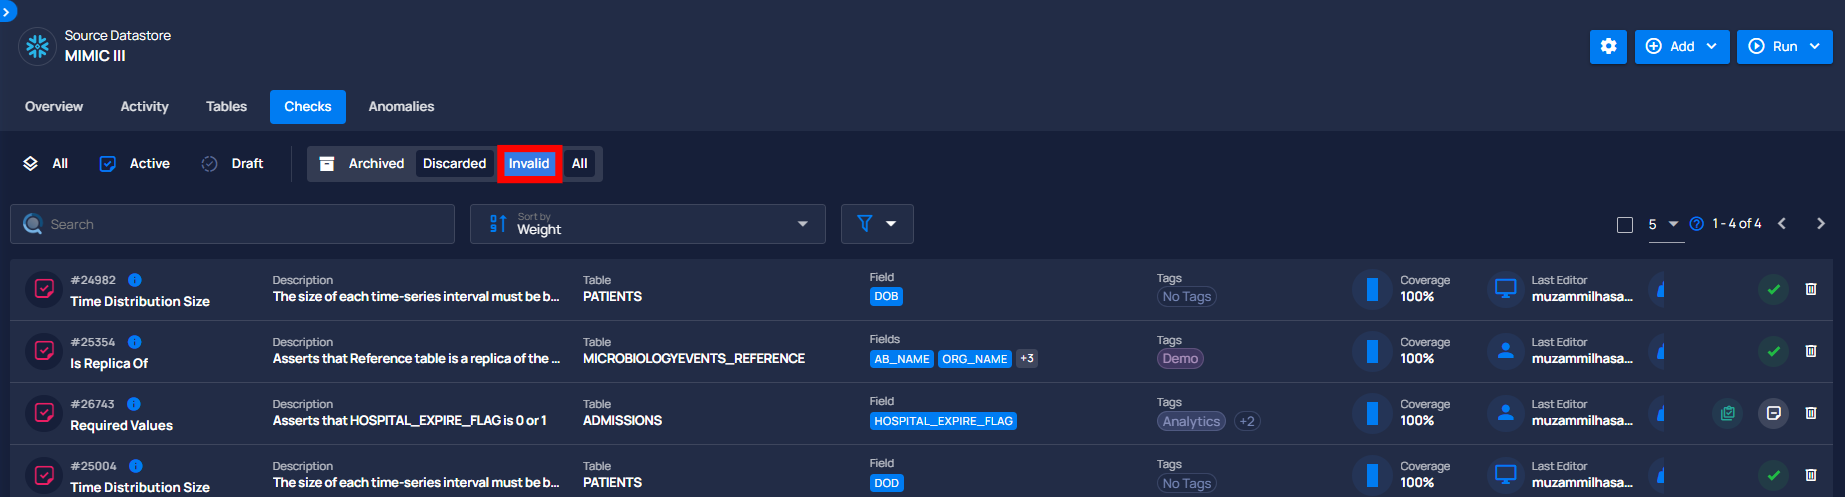 Source Datastore
MIMIC III
Add
Run
Overview Activity Tables Checks Anomalies
All Active Draft Archived Discarded Invalid All
Search
Sort by
Weight
5 1 - 4 of 4
#24982
Time Distribution Size
Description
The size of each time-series interval must be b...
Table
PATIENTS
Field
DOB
Tags
No Tags
Coverage
100%
Last Editor
muzammilhasa...
#25354
Is Replica Of
Description
Asserts that Reference table is a replica of the ...
Table
MICROBIOLOGYEVENTS_REFERENCE
Fields
AB_NAME ORG_NAME +3
Tags
Demo
Coverage
100%
Last Editor
muzammilhasa...
#26743
Required Values
Description
Asserts that HOSPITAL_EXPIRE_FLAG is 0 or 1
Table
ADMISSIONS
Field
HOSPITAL_EXPIRE_FLAG
Tags
Analytics +2
Coverage
100%
Last Editor
muzammilhasa...
#25004
Time Distribution Size
Description
The size of each time-series interval must be b...
Table
PATIENTS
Field
DOD
Tags
No Tags
Coverage
100%
Last Editor
muzammilhasa...